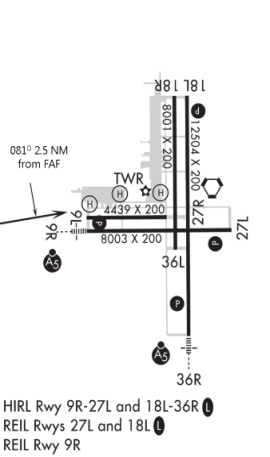 18R 18L
8001 X 200
12504 X 200
P
081° 2.5 NM
from FAF
TWR
H
H
H
4439 X 200
9L
27R
27L
P
9R
8003 X 200
P
A5
36L
P
A5
36R
HIRL Rwy 9R-27L and 18L-36R L
REIL Rwys 27L and 18L L
REIL Rwy 9R